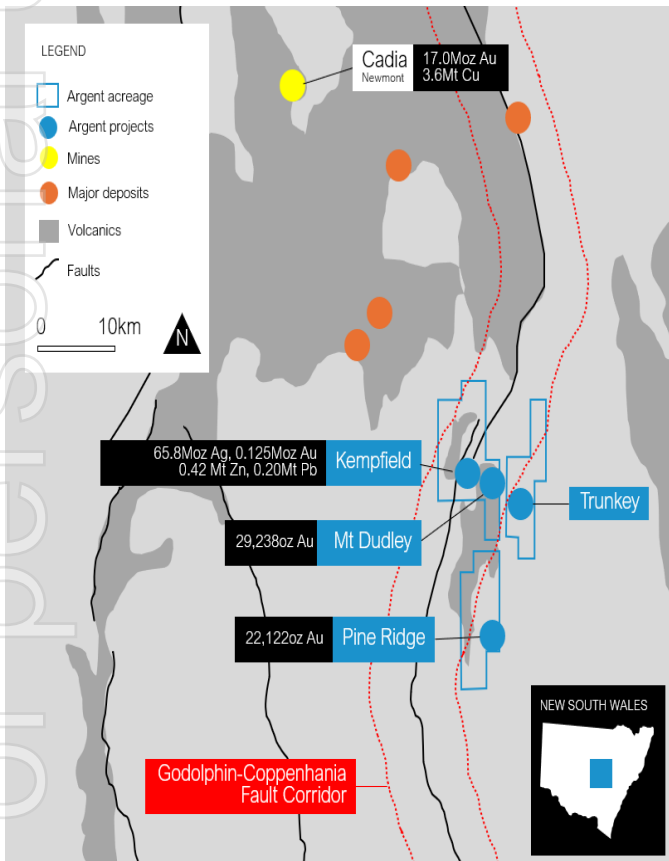 LEGEND
Argent acreage
Argent projects
Mines
Major deposits
Volcanics
Faults
0 10km
N
Cadia
Newmont
17.0Moz Au
3.6Mt Cu
65.8Moz Ag, 0.125Moz Au
0.42 Mt Zn, 0.20Mt Pb
Kempfield
Trunkey
29,238oz Au
Mt Dudley
22,122oz Au
Pine Ridge
Godolphin-Coppenhania
Fault Corridor
NEW SOUTH WALES
or personal